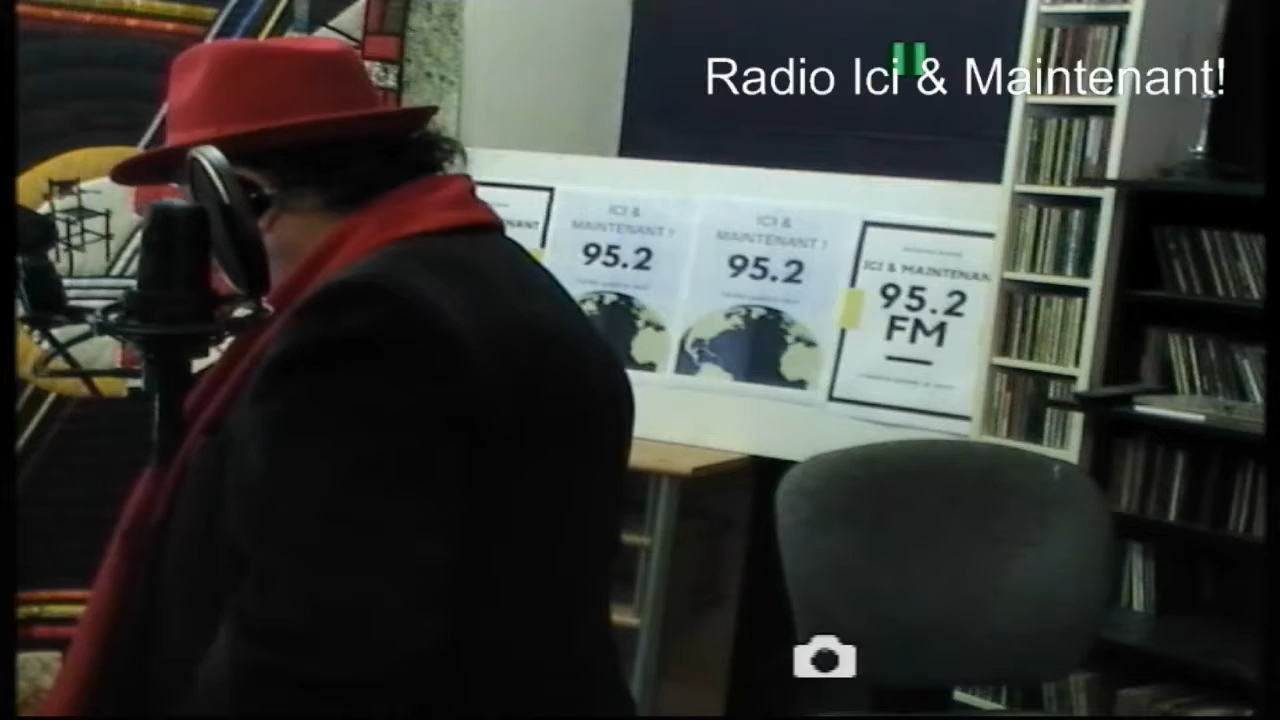 Radio Ici & Maintenant!
NANT
ICI &
MAINTENANT !
95.2
ICI &
MAINTENANT !
95.2
ICI & MAINTENAN
95.2
FM